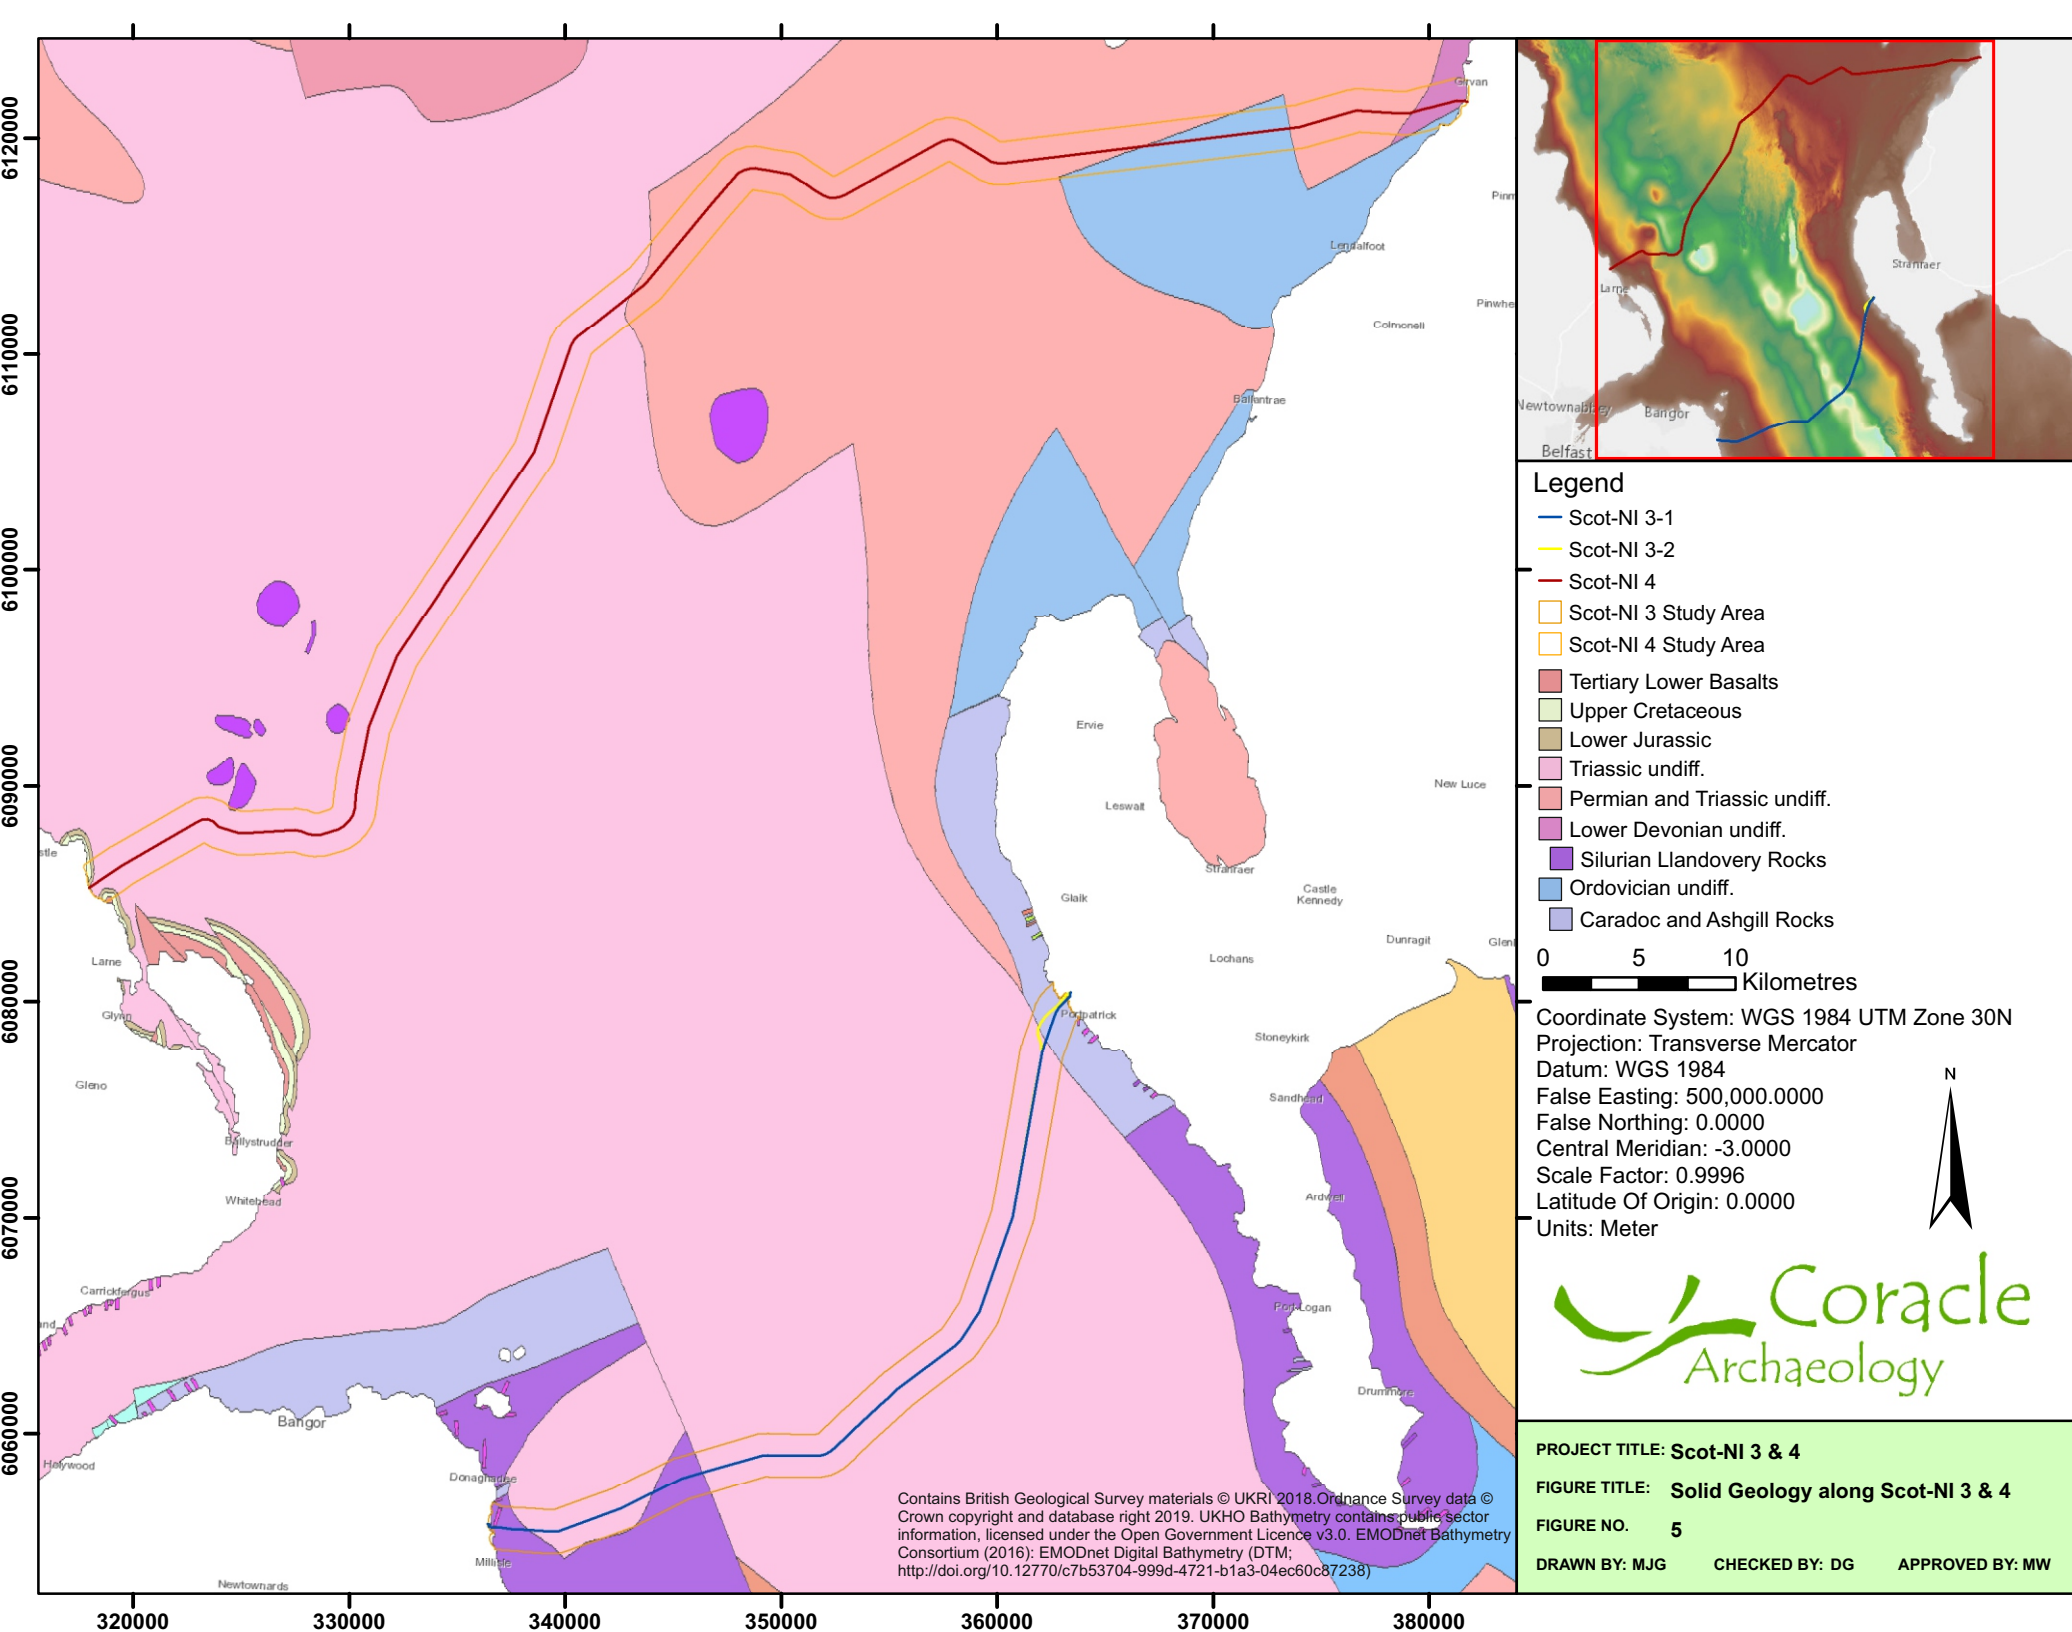 Girvan
Lendalfoot
Pinwhe
Colmonell
Ballantrae
Ervie
New Luce
Leswalt
Stranraer
Castle
Kennedy
Glaik
Dunragit
Glenl
Lochans
Portpatrick
Stoneykirk
Sandhead
Ardwell
Port Logan
Drummore
stle
Larne
Glynn
Gleno
Ballystrudder
Whitehead
Carrickfergus
and
Bangor
Holywood
Donaghadee
Millisle
Newtownards
6120000
6110000
6100000
6090000
6080000
6070000
6060000
320000 330000 340000 350000 360000 370000 380000
Contains British Geological Survey materials © UKRI 2018.Ordnance Survey data ©
Crown copyright and database right 2019. UKHO Bathymetry contains public sector
information, licensed under the Open Government Licence v3.0. EMODnet Bathymetry
Consortium (2016): EMODnet Digital Bathymetry (DTM;
http://doi.org/10.12770/c7b53704-999d-4721-b1a3-04ec60c87238)
Stranraer
Larne
Newtownabbey
Bangor
Belfast
Legend
Scot-NI 3-1
Scot-NI 3-2
Scot-NI 4
Scot-NI 3 Study Area
Scot-NI 4 Study Area
Tertiary Lower Basalts
Upper Cretaceous
Lower Jurassic
Triassic undiff.
Permian and Triassic undiff.
Lower Devonian undiff.
Silurian Llandovery Rocks
Ordovician undiff.
Caradoc and Ashgill Rocks
0 5 10
Kilometres
Coordinate System: WGS 1984 UTM Zone 30N
Projection: Transverse Mercator
Datum: WGS 1984
False Easting: 500,000.0000
False Northing: 0.0000
Central Meridian: -3.0000
Scale Factor: 0.9996
Latitude Of Origin: 0.0000
Units: Meter
N
Coracle
Archaeology
PROJECT TITLE: Scot-NI 3 & 4
FIGURE TITLE: Solid Geology along Scot-NI 3 & 4
FIGURE NO. 5
DRAWN BY: MJG CHECKED BY: DG APPROVED BY: MW